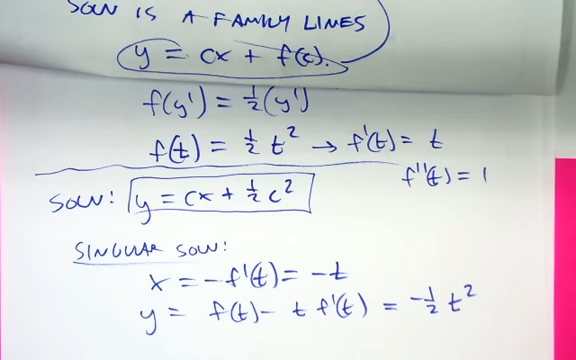 SOLN IS A FAMILY LINES
y = cx + f(c).
f(y') = ½(y')
f(t) = ½ t² → f'(t) = t
f''(t) = 1
SOLN: y = cx + ½ c²
SINGULAR SOLN:
x = -f'(t) = -t
y = f(t) - t f'(t) = -½ t²